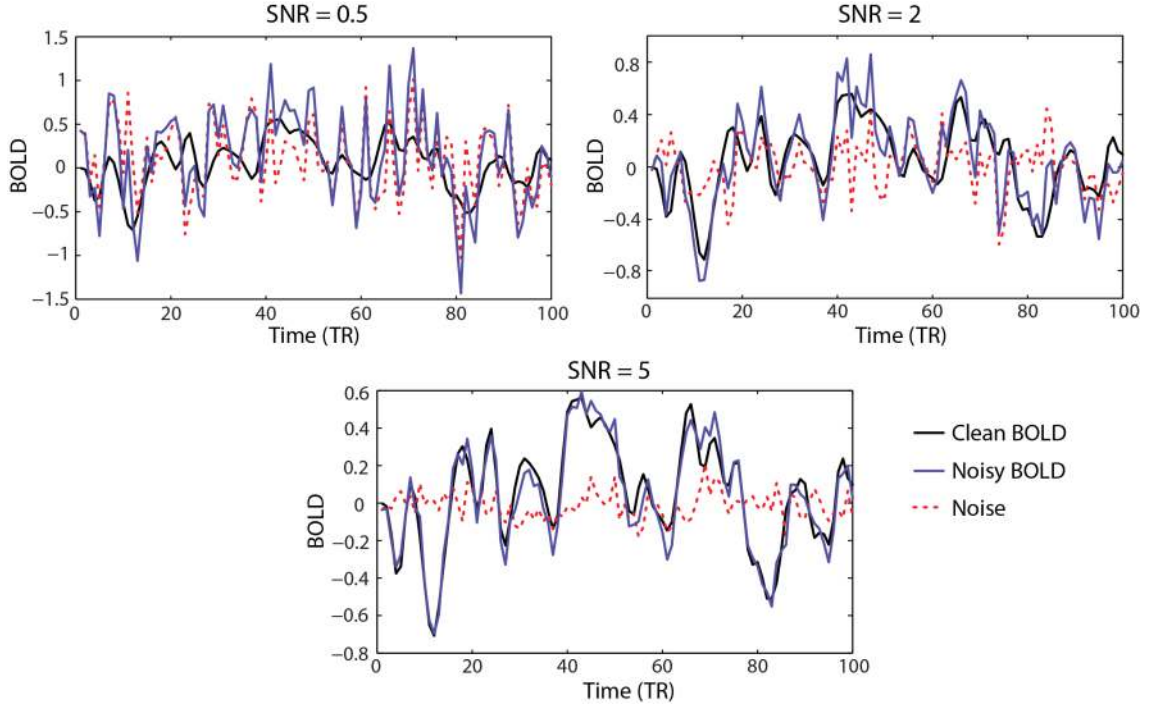 SNR = 0.5
1.5
1
0.5
0
−0.5
−1
−1.5
BOLD
0 20 40 60 80 100
Time (TR)
SNR = 2
0.8
0.4
0
−0.4
−0.8
BOLD
0 20 40 60 80 100
Time (TR)
SNR = 5
0.6
0.4
0.2
0
−0.2
−0.4
−0.6
−0.8
BOLD
0 20 40 60 80 100
Time (TR)
Clean BOLD
Noisy BOLD
Noise